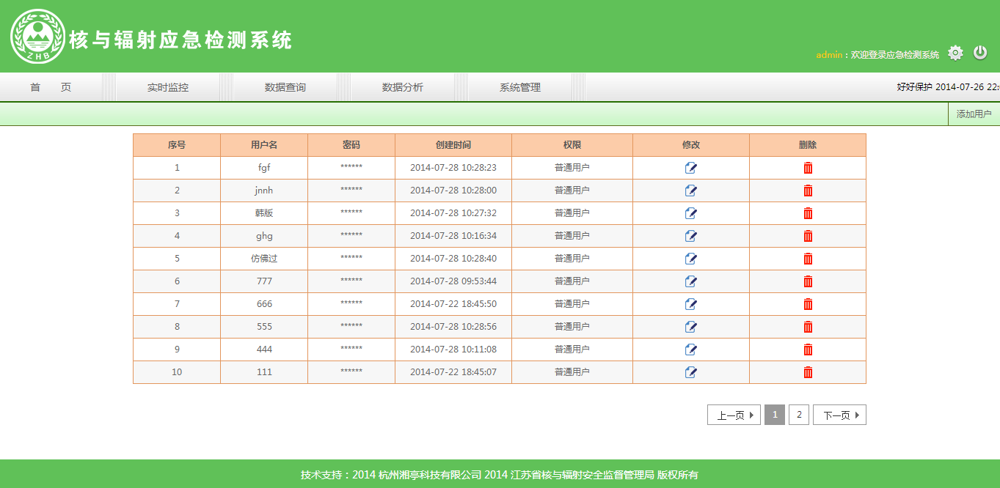 ZHB
核与辐射应急检测系统
admin：欢迎登录应急检测系统
首 页 实时监控 数据查询 数据分析 系统管理 好好保护 2014-07-26 22:
添加用户
序号 用户名 密码 创建时间 权限 修改 删除
1 fgf ****** 2014-07-28 10:28:23 普通用户
2 jnnh ****** 2014-07-28 10:28:00 普通用户
3 韩版 ****** 2014-07-28 10:27:32 普通用户
4 ghg ****** 2014-07-28 10:16:34 普通用户
5 仿佛过 ****** 2014-07-28 10:28:40 普通用户
6 777 ****** 2014-07-28 09:53:44 普通用户
7 666 ****** 2014-07-22 18:45:50 普通用户
8 555 ****** 2014-07-28 10:28:56 普通用户
9 444 ****** 2014-07-28 10:11:08 普通用户
10 111 ****** 2014-07-22 18:45:07 普通用户
上一页 1 2 下一页
技术支持：2014 杭州湘亭科技有限公司 2014 江苏省核与辐射安全监督管理局 版权所有